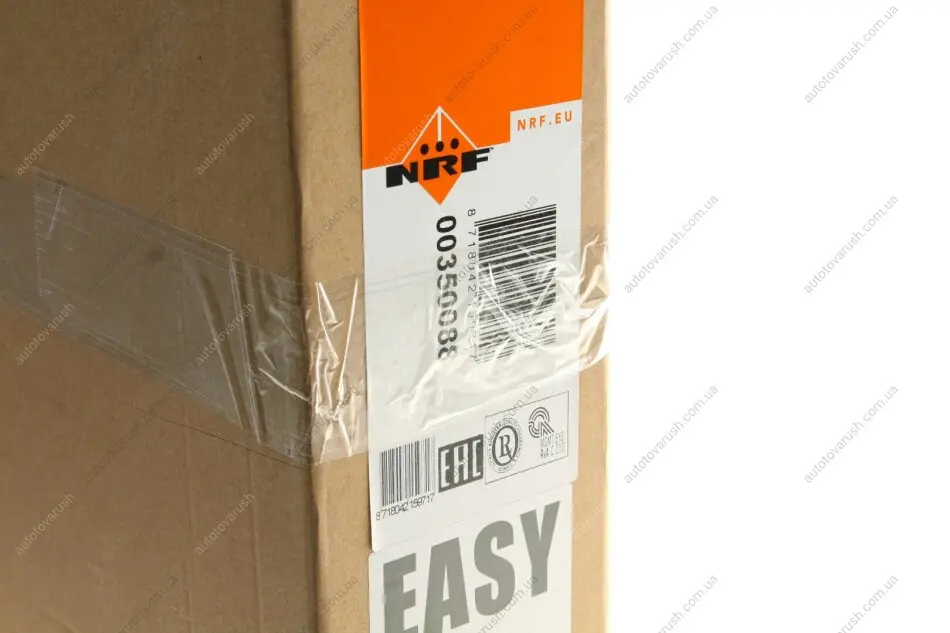 NRF.EU
NRF
00350088
8718042159717
EAC
R
EASY
autotovarush.com.ua